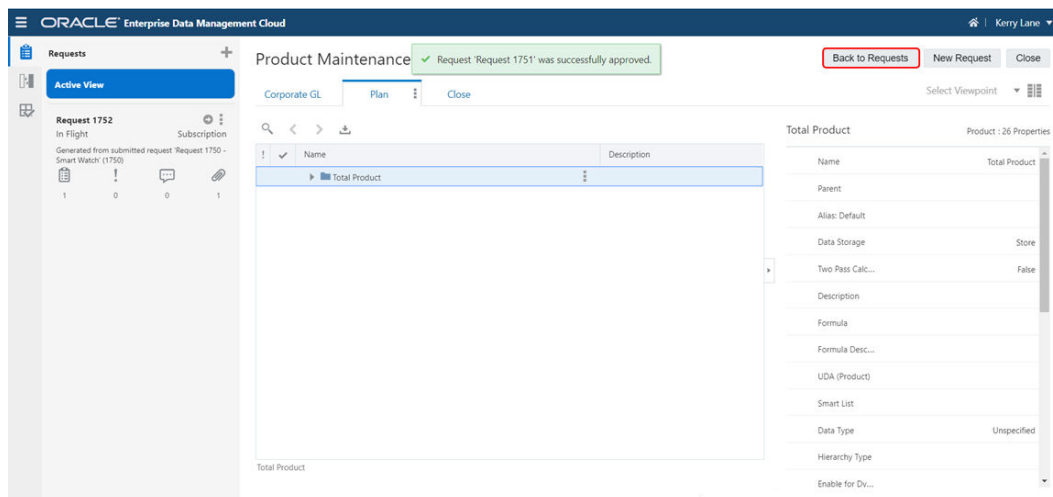 ORACLE® Enterprise Data Management Cloud
Kerry Lane
Requests
Active View
Request 1752
In Flight Subscription
Generated from submitted request 'Request 1750 -
Smart Watch' (1750)
1 0 0 1
Product Maintenance
Request 'Request 1751' was successfully approved.
Back to Requests New Request Close
Corporate GL Plan Close
Select Viewpoint
! Name Description
Total Product
Total Product
Total Product Product : 26 Properties
Name Total Product
Parent
Alias: Default
Data Storage Store
Two Pass Calc... False
Description
Formula
Formula Desc...
UDA (Product)
Smart List
Data Type Unspecified
Hierarchy Type
Enable for Dv...